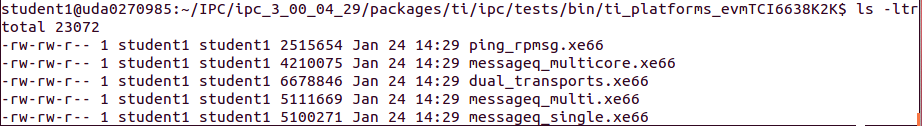 student1@uda0270985:~/IPC/ipc_3_00_04_29/packages/ti/ipc/tests/bin/ti_platforms_evmTCI6638K2K$ ls -ltr
total 23072
-rw-rw-r-- 1 student1 student1 2515654 Jan 24 14:29 ping_rpmsg.xe66
-rw-rw-r-- 1 student1 student1 4210075 Jan 24 14:29 messageq_multicore.xe66
-rw-rw-r-- 1 student1 student1 6678846 Jan 24 14:29 dual_transports.xe66
-rw-rw-r-- 1 student1 student1 5111669 Jan 24 14:29 messageq_multi.xe66
-rw-rw-r-- 1 student1 student1 5100271 Jan 24 14:29 messageq_single.xe66